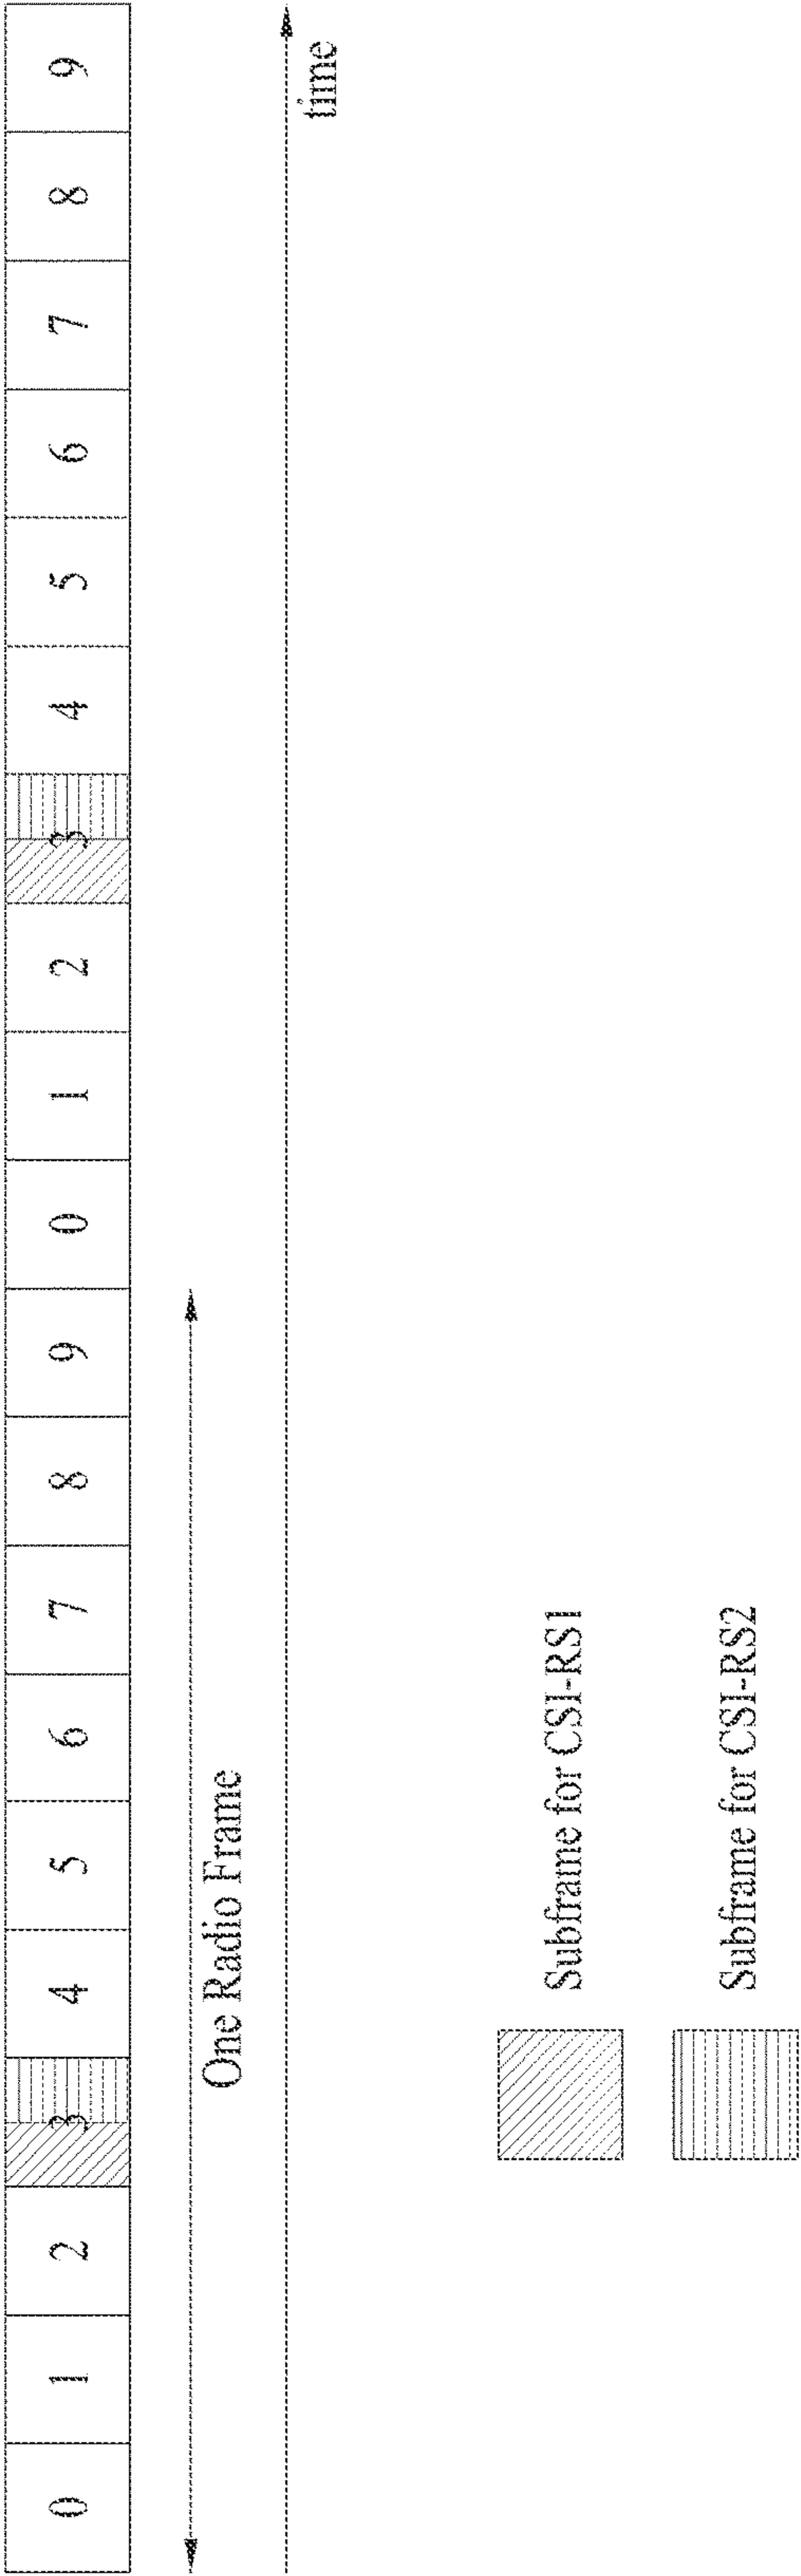 0 1 2 3 4 5 6 7 8 9 0 1 2 3 4 5 6 7 8 9
One Radio Frame
time
Subframe for CSI-RS1
Subframe for CSI-RS2